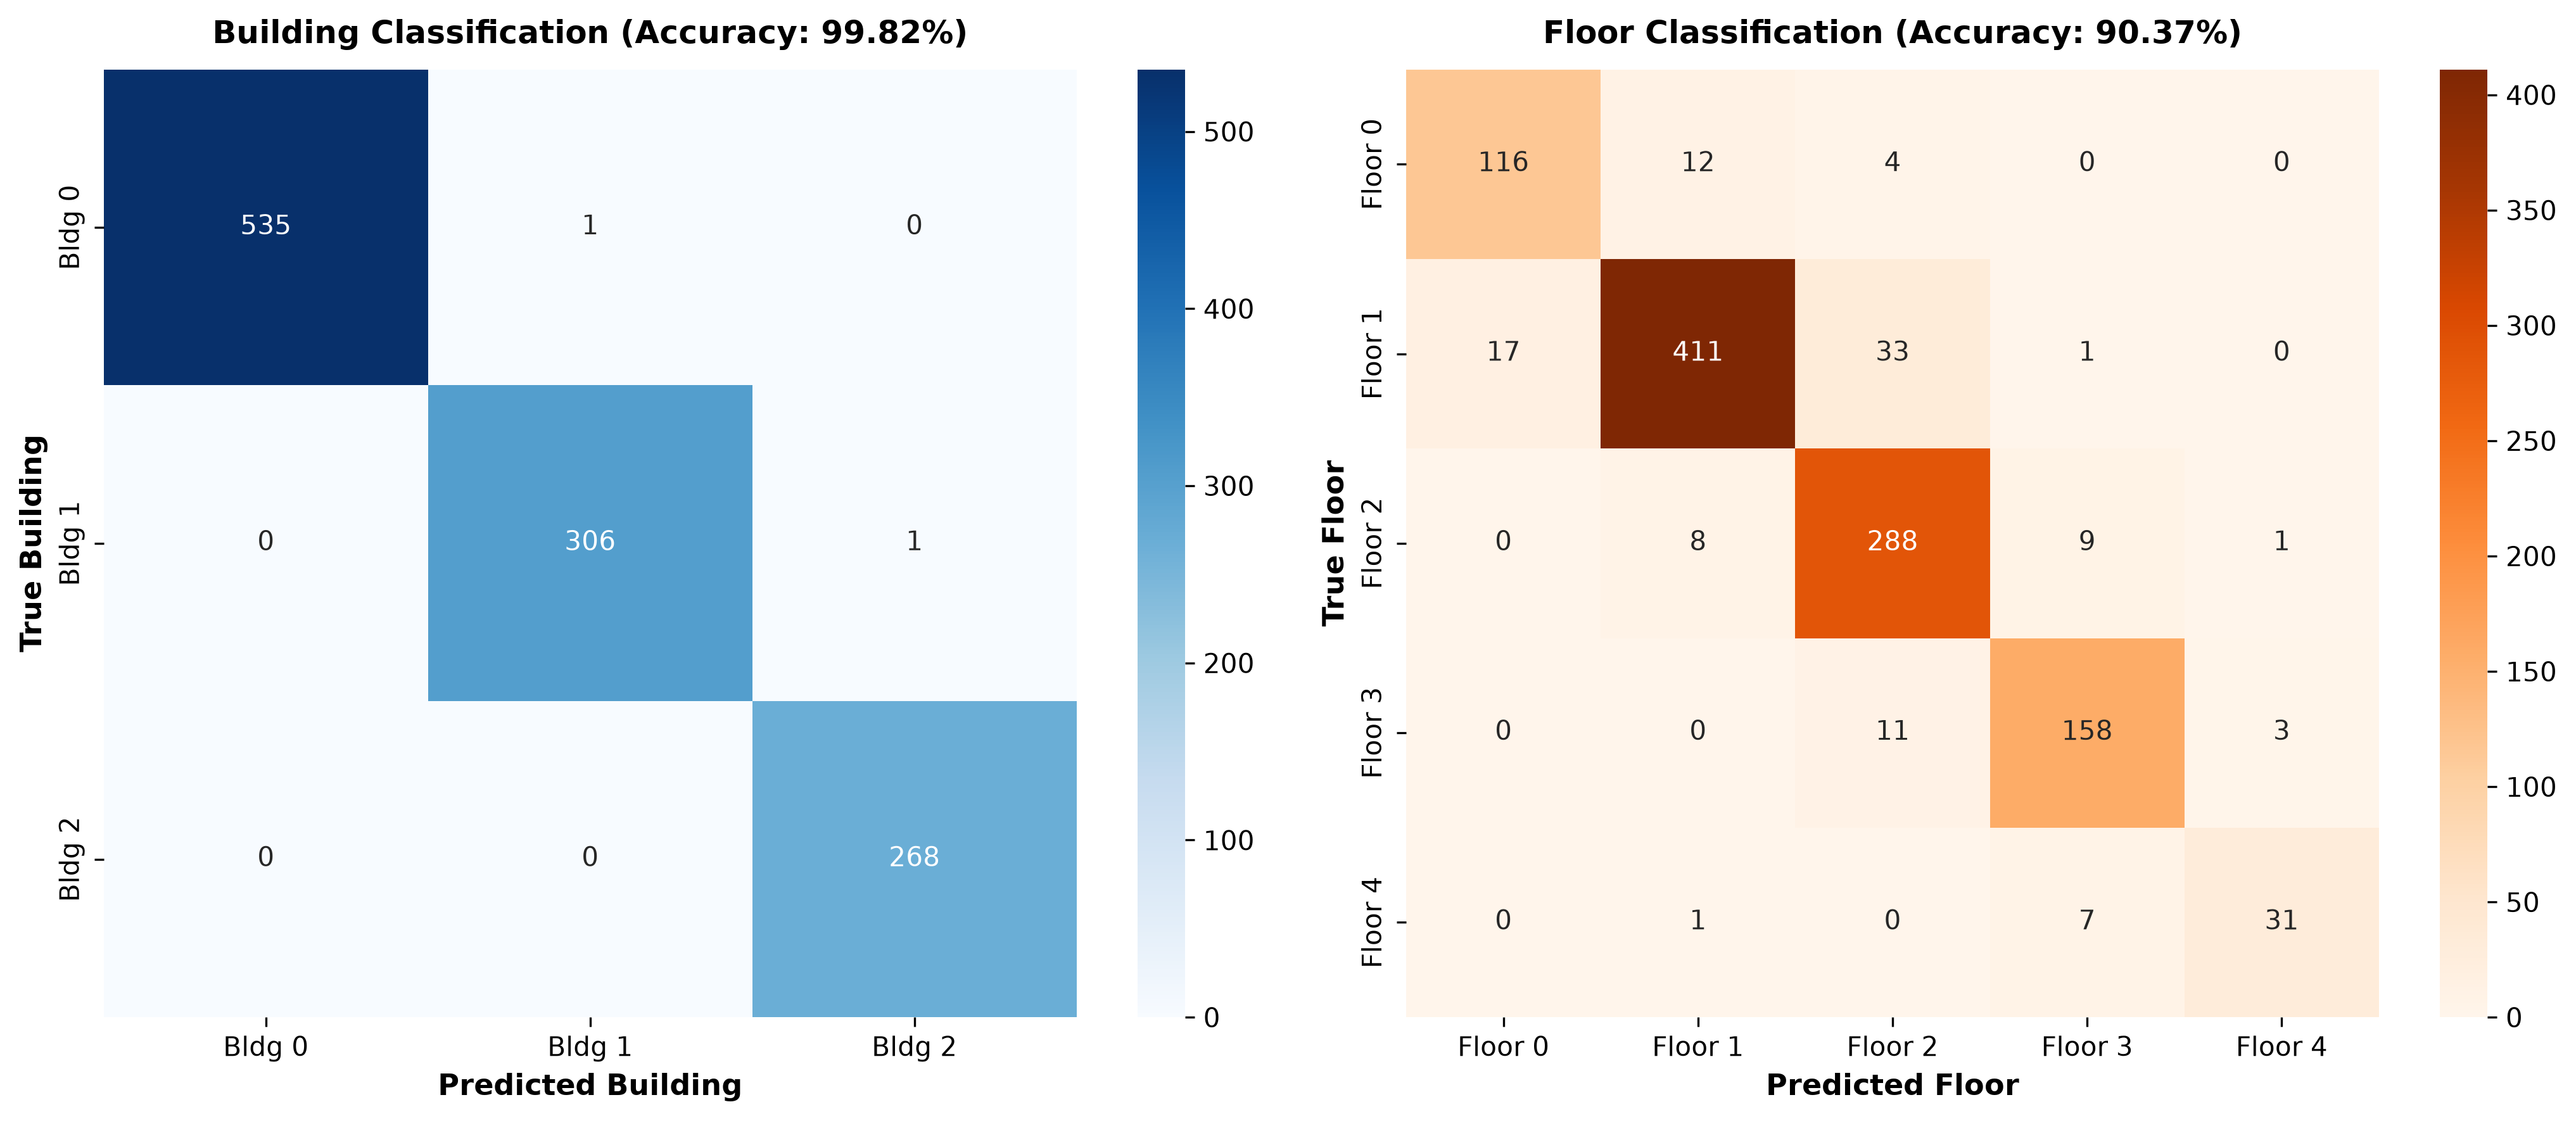 Building Classification (Accuracy: 99.82%)
True Building
Bldg 0
Bldg 1
Bldg 2
535 1 0
0 306 1
0 0 268
Bldg 0 Bldg 1 Bldg 2
Predicted Building
500
400
300
200
100
0
Floor Classification (Accuracy: 90.37%)
True Floor
Floor 0
Floor 1
Floor 2
Floor 3
Floor 4
116 12 4 0 0
17 411 33 1 0
0 8 288 9 1
0 0 11 158 3
0 1 0 7 31
Floor 0 Floor 1 Floor 2 Floor 3 Floor 4
Predicted Floor
400
350
300
250
200
150
100
50
0